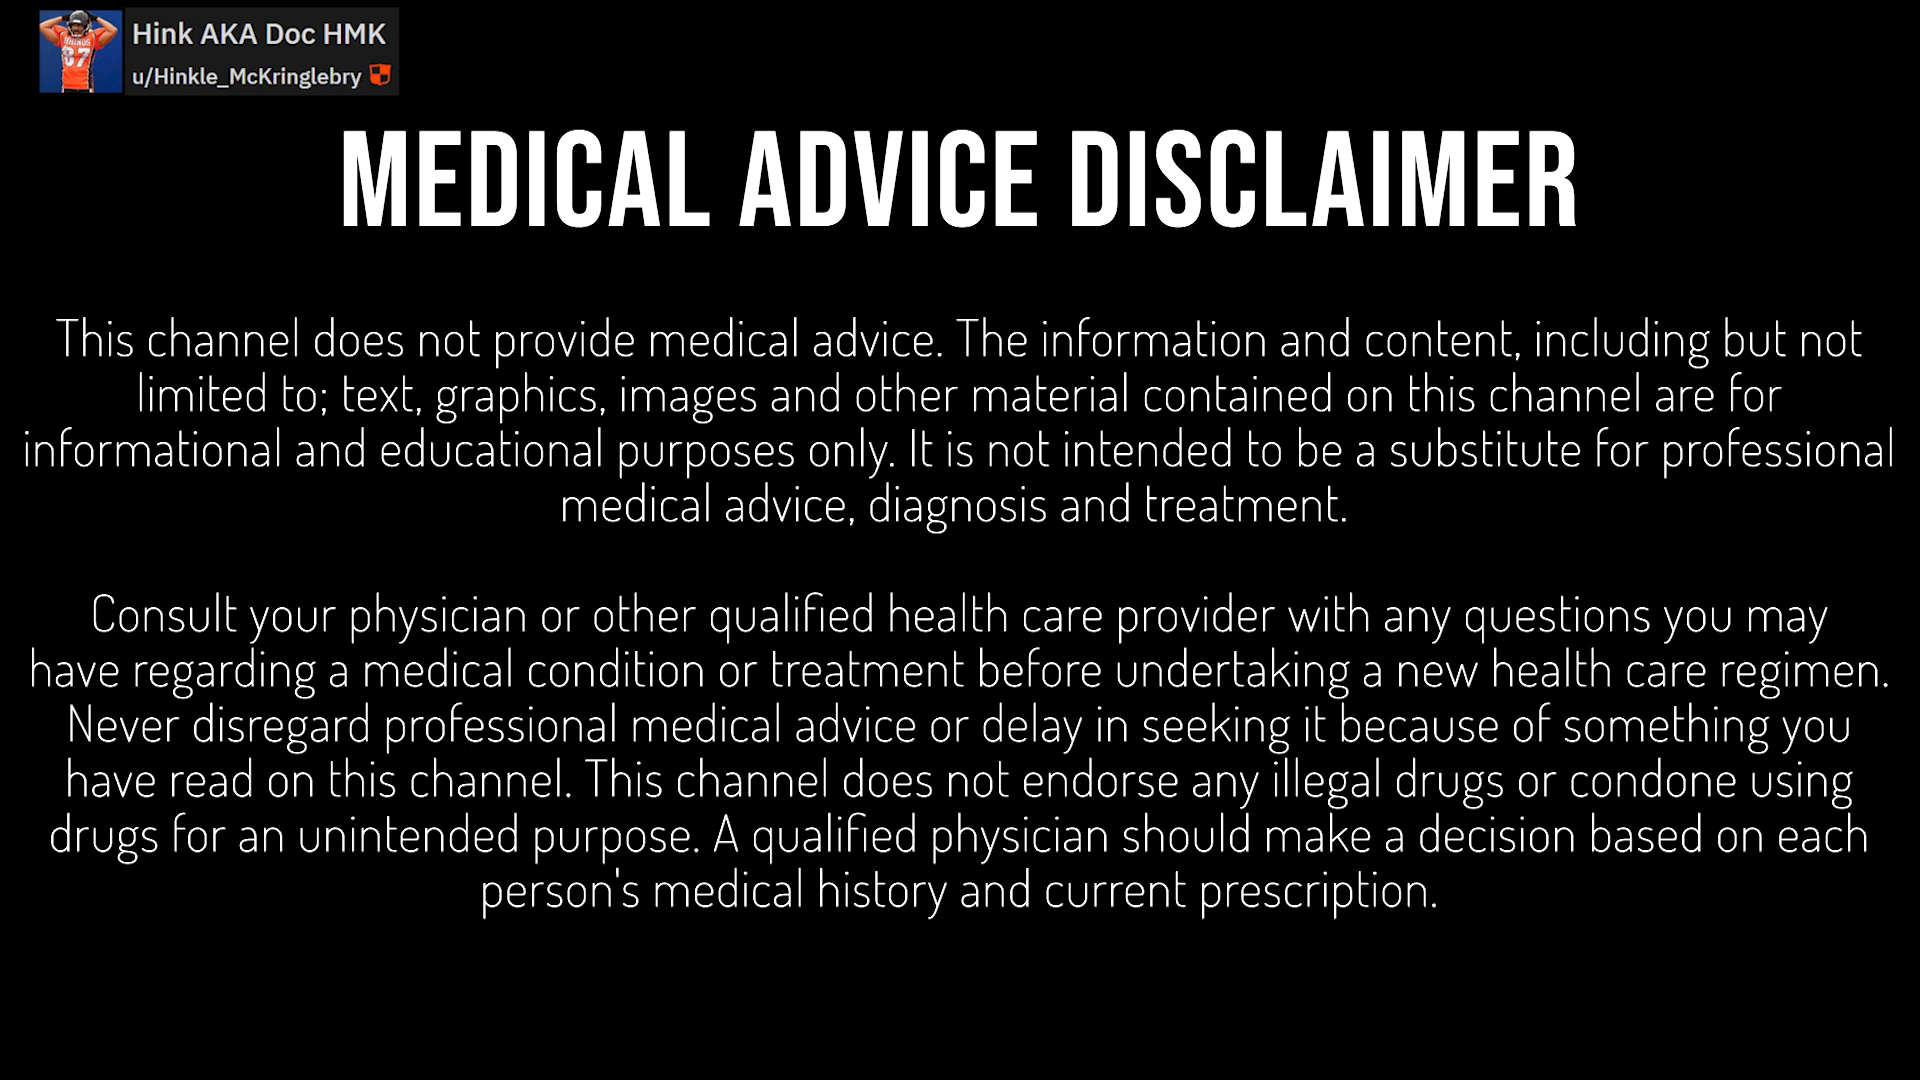 Hink AKA Doc HMK
u/Hinkle_McKringlebry
MEDICAL ADVICE DISCLAIMER
This channel does not provide medical advice. The information and content, including but not
limited to; text, graphics, images and other material contained on this channel are for
informational and educational purposes only. It is not intended to be a substitute for professional
medical advice, diagnosis and treatment.
Consult your physician or other qualified health care provider with any questions you may
have regarding a medical condition or treatment before undertaking a new health care regimen.
Never disregard professional medical advice or delay in seeking it because of something you
have read on this channel. This channel does not endorse any illegal drugs or condone using
drugs for an unintended purpose. A qualified physician should make a decision based on each
person's medical history and current prescription.